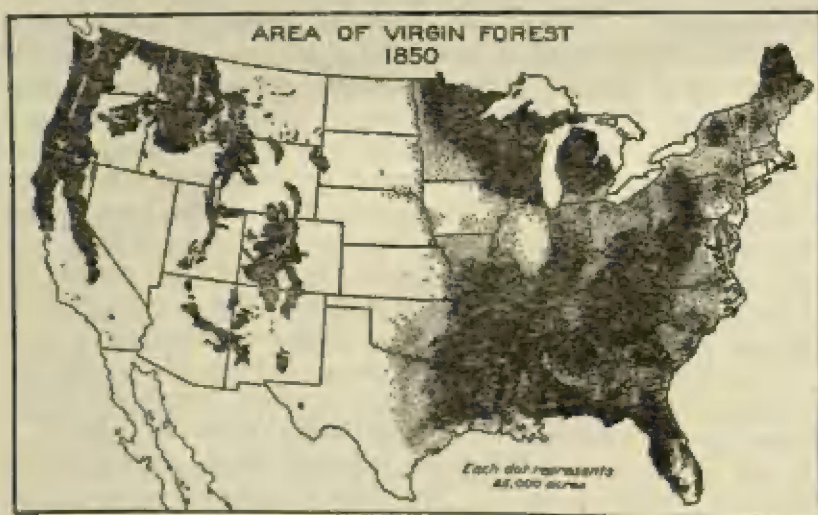 AREA OF VIRGIN FOREST
1850
Each dot represents
25,000 acres